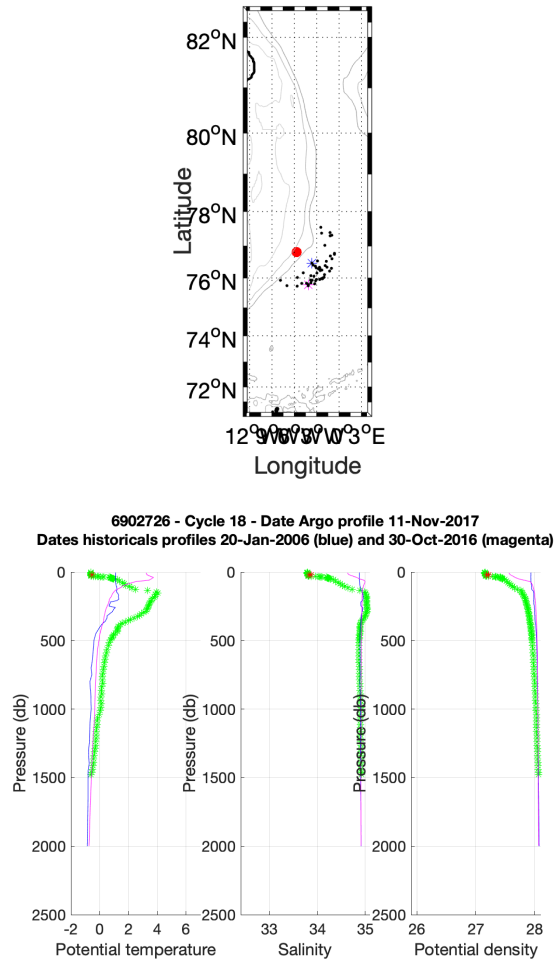 82°N
80°N
78°N
76°N
74°N
72°N
Latitude
3°E
Longitude
6902726 - Cycle 18 - Date Argo profile 11-Nov-2017
Dates historicals profiles 20-Jan-2006 (blue) and 30-Oct-2016 (magenta)
0 0 0
500 500 500
1000 1000 1000
1500 1500 1500
2000 2000 2000
2500 2500 2500
Pressure (db) Pressure (db) Pressure (db)
-2 0 2 4 6 33 34 35 26 27 28
Potential temperature Salinity Potential density